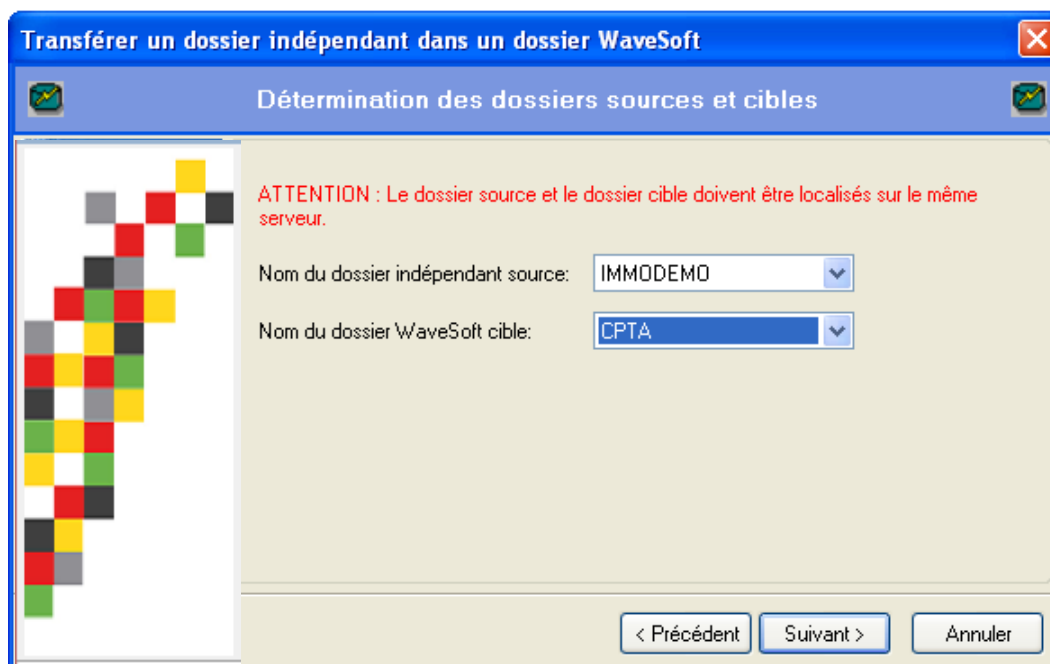 Transférer un dossier indépendant dans un dossier WaveSoft
Détermination des dossiers sources et cibles
ATTENTION : Le dossier source et le dossier cible doivent être localisés sur le même
serveur.
Nom du dossier indépendant source: IMMODEMO
Nom du dossier WaveSoft cible: CPTA
< Précédent Suivant > Annuler